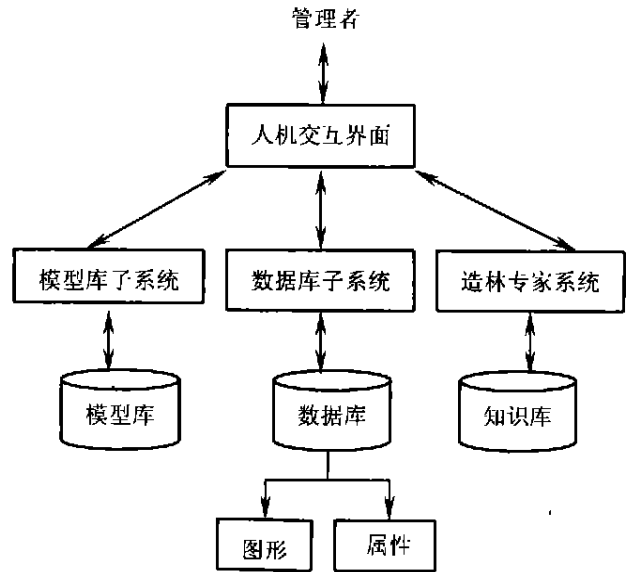 管理者
人机交互界面
模型库子系统
数据库子系统
造林专家系统
模型库
数据库
知识库
图形
属性